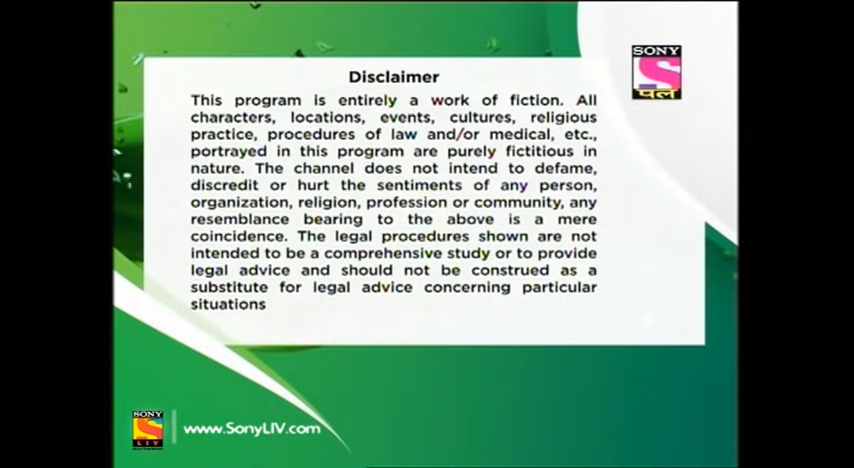 Disclaimer
SONY
S
पल
This program is entirely a work of fiction. All
characters, locations, events, cultures, religious
practice, procedures of law and/or medical, etc.,
portrayed in this program are purely fictitious in
nature. The channel does not intend to defame,
discredit or hurt the sentiments of any person,
organization, religion, profession or community, any
resemblance bearing to the above is a mere
coincidence. The legal procedures shown are not
intended to be a comprehensive study or to provide
legal advice and should not be construed as a
substitute for legal advice concerning particular
situations
SONY
S
LIV
www.SonyLIV.com